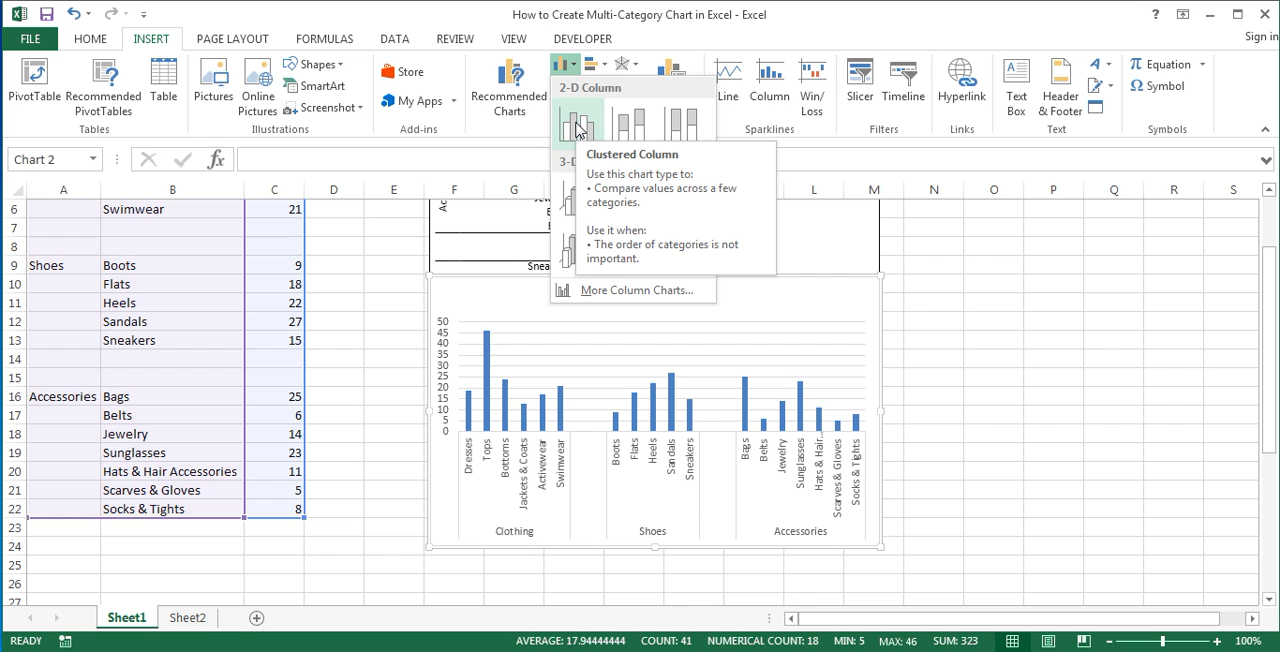 How to Create Multi-Category Chart in Excel - Excel
?
Sign in
FILE HOME INSERT PAGE LAYOUT FORMULAS DATA REVIEW VIEW DEVELOPER
PivotTable Recommended PivotTables Table
Tables
Pictures Online Pictures Shapes SmartArt Screenshot
Illustrations
Store
My Apps
Add-ins
Recommended Charts
Line Column Win/Loss
Sparklines
Slicer Timeline
Filters
Hyperlink
Links
Text Box Header & Footer
Text
Equation
Symbol
Symbols
2-D Column
3-D
Clustered Column
Use this chart type to:
• Compare values across a few
categories.
Use it when:
• The order of categories is not
important.
More Column Charts...
Chart 2
fx
A B C D E F G L M N O P Q R S
6 Swimwear 21
7
8
9 Shoes Boots 9
10 Flats 18
11 Heels 22
12 Sandals 27
13 Sneakers 15
14
15
16 Accessories Bags 25
17 Belts 6
18 Jewelry 14
19 Sunglasses 23
20 Hats & Hair Accessories 11
21 Scarves & Gloves 5
22 Socks & Tights 8
23
24
25
26
27
Ac
Snea
50
45
40
35
30
25
20
15
10
5
0
Dresses
Tops
Bottoms
Jackets & Coats
Activewear
Swimwear
Boots
Flats
Heels
Sandals
Sneakers
Bags
Belts
Jewelry
Sunglasses
Hats & Hair...
Scarves & Gloves
Socks & Tights
Clothing Shoes Accessories
Sheet1 Sheet2
READY AVERAGE: 17.94444444 COUNT: 41 NUMERICAL COUNT: 18 MIN: 5 MAX: 46 SUM: 323 100%